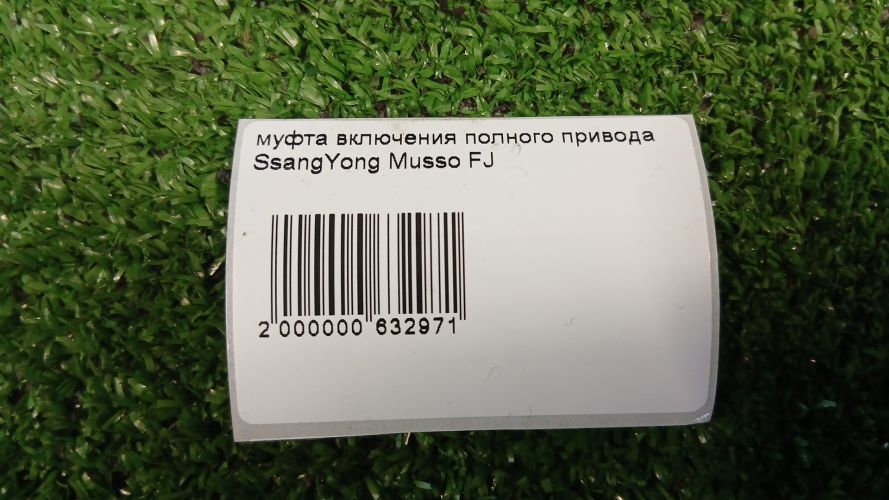 муфта включения полного привода
SsangYong Musso FJ
2 000000 632971